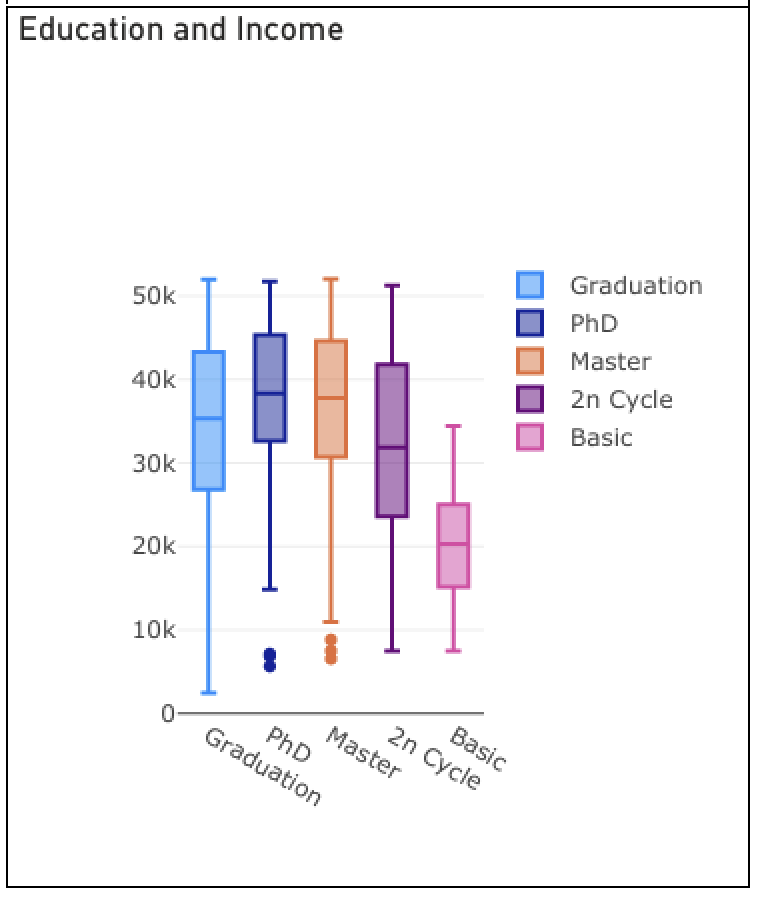 Education and Income
50k
40k
30k
20k
10k
0
Graduation
PhD
Master
2n Cycle
Basic
Graduation
PhD
Master
2n Cycle
Basic